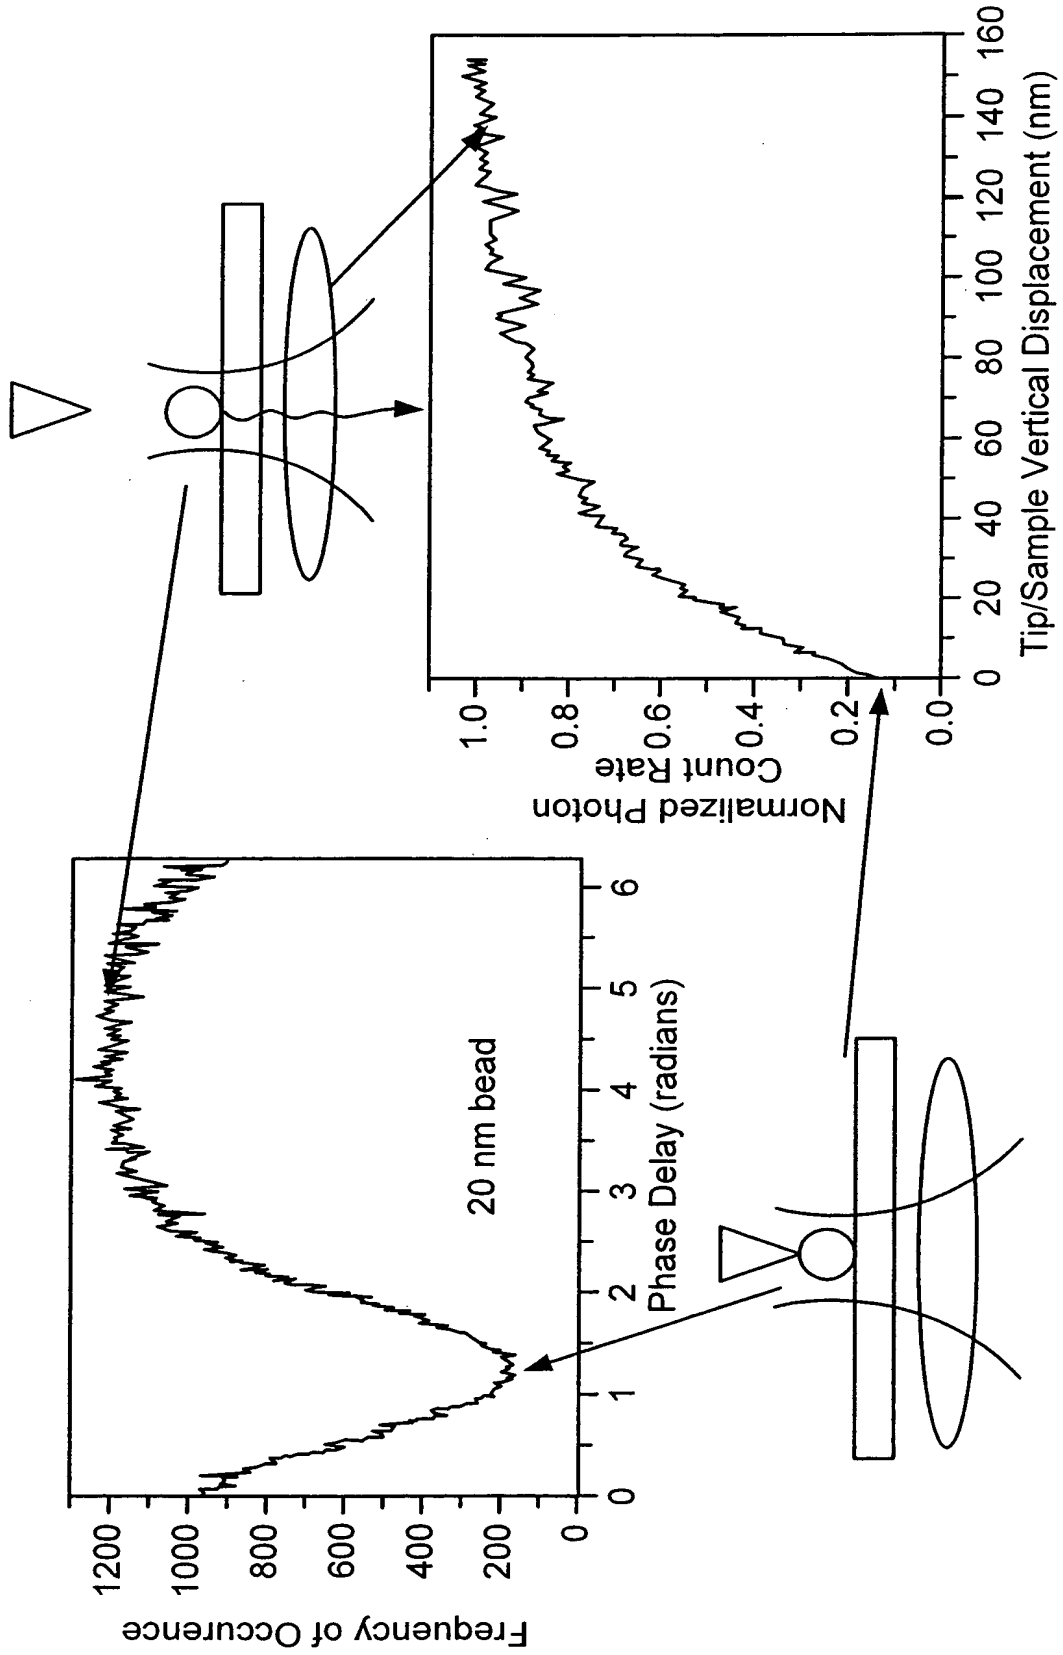 Frequency of Occurence
1200
1000
800
600
400
200
0
0 1 2 3 4 5 6
Phase Delay (radians)
20 nm bead
Normalized Photon
Count Rate
1.0
0.8
0.6
0.4
0.2
0.0
0 20 40 60 80 100 120 140 160
Tip/Sample Vertical Displacement (nm)